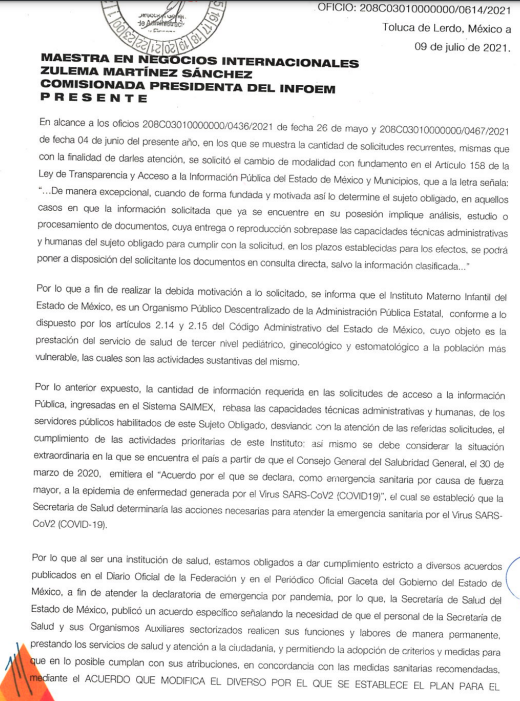 OFICIO: 208C03010000000/0614/2021
Toluca de Lerdo, México a
09 de julio de 2021.
MAESTRA EN NEGOCIOS INTERNACIONALES
ZULEMA MARTÍNEZ SÁNCHEZ
COMISIONADA PRESIDENTA DEL INFOEM
P R E S E N T E
En alcance a los oficios 208C03010000000/0436/2021 de fecha 26 de mayo y 208C03010000000/0467/2021
de fecha 04 de junio del presente año, en los que se muestra la cantidad de solicitudes recurrentes, mismas que
con la finalidad de darles atención, se solicitó el cambio de modalidad con fundamento en el Articulo 158 de la
Ley de Transparencia y Acceso a la Información Pública del Estado de México y Municipios, que a la letra señala:
"...De manera excepcional, cuando de forma fundada y motivada así lo determine el sujeto obligado, en aquellos
casos en que la información solicitada que ya se encuentre en su posesión implique análisis, estudio o
procesamiento de documentos, cuya entrega o reproducción sobrepase las capacidades técnicas administrativas
y humanas del sujeto obligado para cumplir con la solicitud, en los plazos establecidas para los efectos, se podrá
poner a disposición del solicitante los documentos en consulta directa, salvo la información clasificada..."
Por lo que a fin de realizar la debida motivación a lo solicitado, se informa que el Instituto Materno Infantil del
Estado de México, es un Organismo Público Descentralizado de la Administración Pública Estatal, conforme a lo
dispuesto por los artículos 2.14 y 2.15 del Código Administrativo del Estado de México, cuyo objeto es la
prestación del servicio de salud de tercer nivel pediátrico, ginecológico y estomatológico a la población más
vulnerable, las cuales son las actividades sustantivas del mismo.
Por lo anterior expuesto, la cantidad de información requerida en las solicitudes de acceso a la información
Pública, ingresadas en el Sistema SAIMEX, rebasa las capacidades técnicas administrativas y humanas, de los
servidores públicos habilitados de este Sujeto Obligado, desviando con la atención de las referidas solicitudes, el
cumplimiento de las actividades prioritarias de este Instituto: así mismo se debe considerar la situación
extraordinaria en la que se encuentra el país a partir de que el Consejo General del Salubridad General, el 30 de
marzo de 2020, emitiera el "Acuerdo por el que se declara, como emergencia sanitaria por causa de fuerza
mayor, a la epidemia de enfermedad generada por el Virus SARS-CoV2 (COVID19)", el cual se estableció que la
Secretaria de Salud determinaría las acciones necesarias para atender la emergencia sanitaria por el Virus SARS-
CoV2 (COVID-19).
Por lo que al ser una institución de salud, estamos obligados a dar cumplimiento estricto a diversos acuerdos
publicados en el Diario Oficial de la Federación y en el Periódico Oficial Gaceta del Gobierno del Estado de
México, a fin de atender la declaratoria de emergencia por pandemia, por lo que, la Secretaría de Salud del
Estado de México, publicó un acuerdo específico señalando la necesidad de que el personal de la Secretaría de
Salud y sus Organismos Auxiliares sectorizados realicen sus funciones y labores de manera permanente,
prestando los servicios de salud y atención a la ciudadanía, y permitiendo la adopción de criterios y medidas para
que en lo posible cumplan con sus atribuciones, en concordancia con las medidas sanitarias recomendadas,
mediante el ACUERDO QUE MODIFICA EL DIVERSO POR EL QUE SE ESTABLECE EL PLAN PARA EL